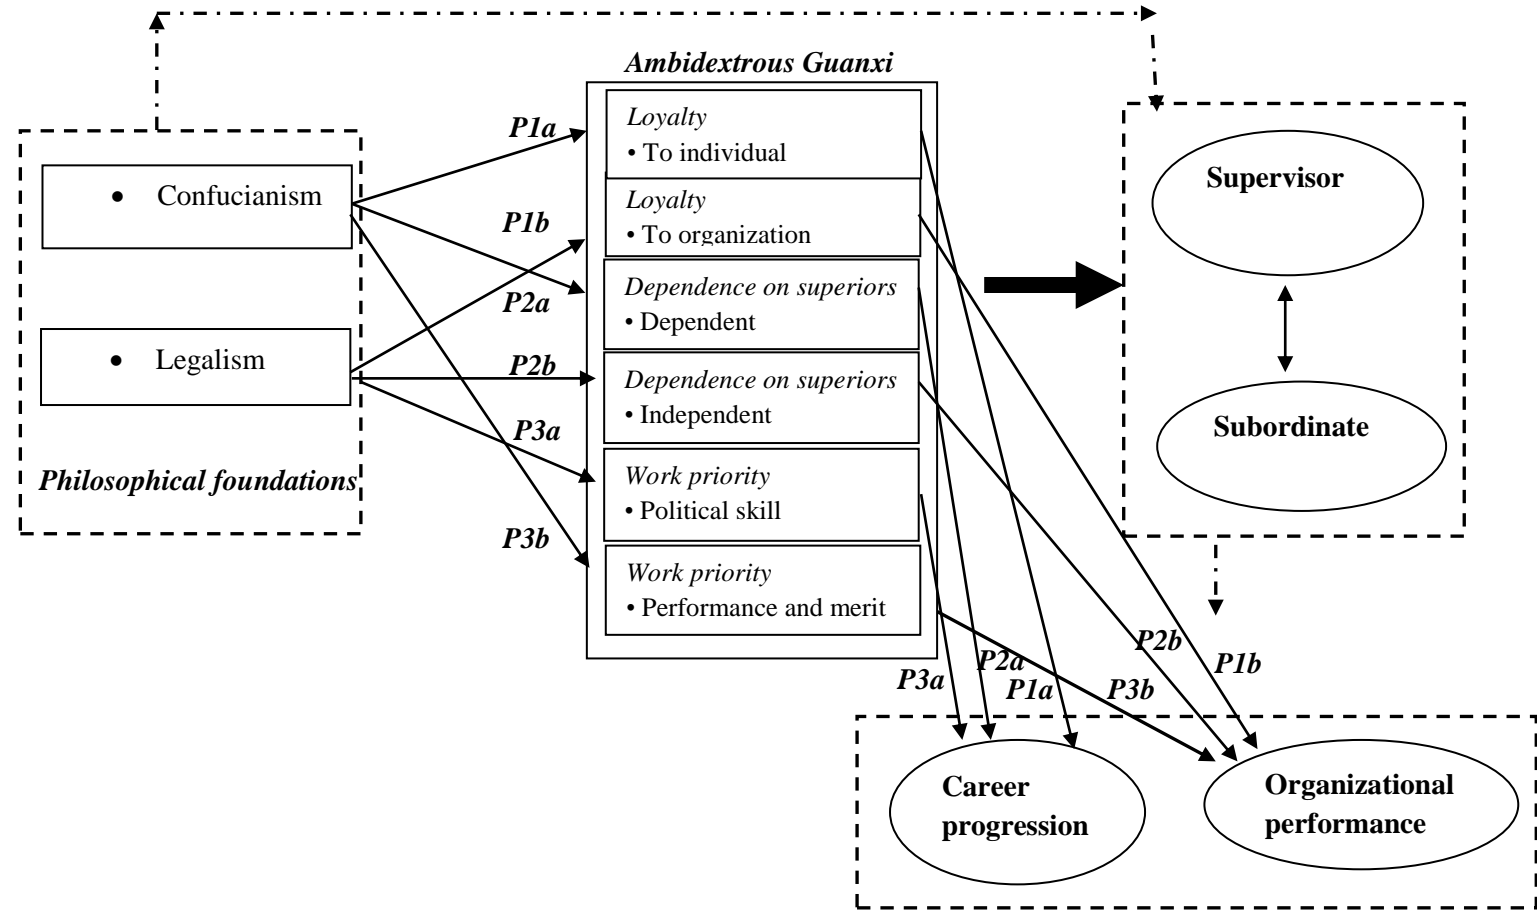 Ambidextrous Guanxi
P1a
Loyalty
• To individual
• Confucianism
Supervisor
P1b
Loyalty
• To organization
P2a
Dependence on superiors
• Dependent
• Legalism
P2b
Dependence on superiors
• Independent
Subordinate
P3a
Philosophical foundations
Work priority
• Political skill
P3b
Work priority
• Performance and merit
P3a
P2a
P1a
P3b
P2b
P1b
Career
progression
Organizational
performance